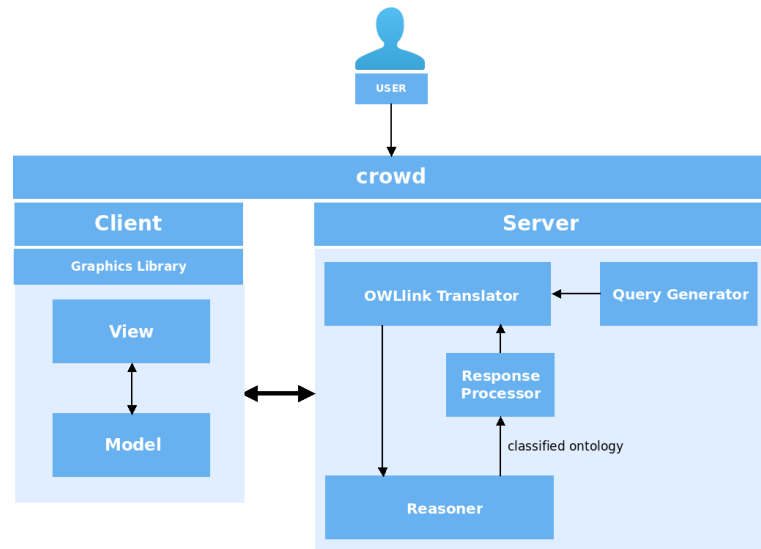 USER
crowd
Client
Server
Graphics Library
View
Model
OWLlink Translator
Query Generator
Response
Processor
classified ontology
Reasoner